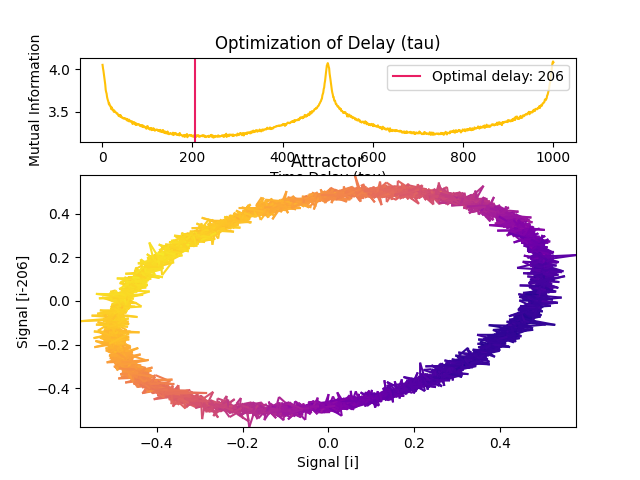 Optimization of Delay (tau)
Mutual Information
4.0
3.5
Optimal delay: 206
0
200
400
600
800
1000
Time Delay (tau)
Attractor
Signal [i-206]
0.4
0.2
0.0
−0.2
−0.4
−0.4
−0.2
0.0
0.2
0.4
Signal [i]